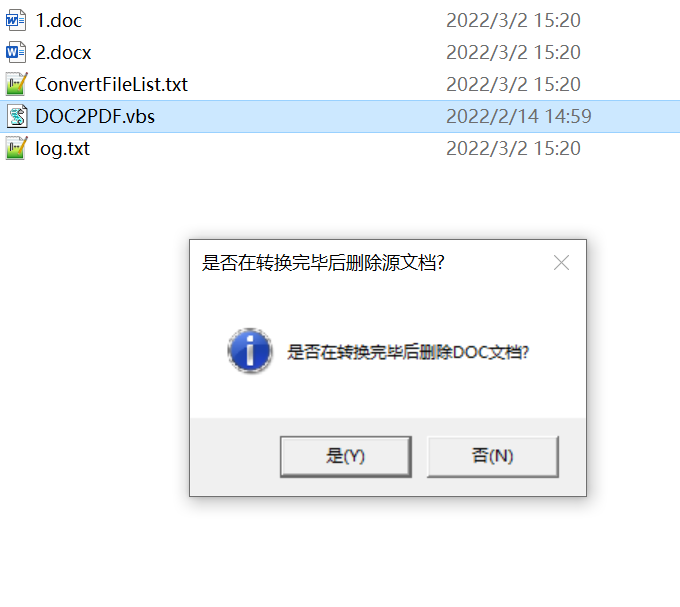 1.doc 2022/3/2 15:20
2.docx 2022/3/2 15:20
ConvertFileList.txt 2022/3/2 15:20
DOC2PDF.vbs 2022/2/14 14:59
log.txt 2022/3/2 15:20
是否在转换完毕后删除源文档?
是否在转换完毕后删除DOC文档?
是(Y) 否(N)